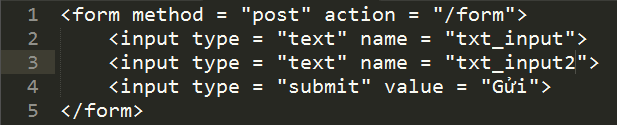 1 <form method = "post" action = "/form">
2 <input type = "text" name = "txt_input">
3 <input type = "text" name = "txt_input2">
4 <input type = "submit" value = "Gửi">
5 </form>